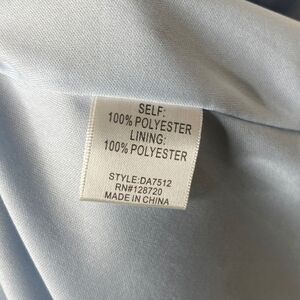 SELF:
100% POLYESTER
LINING:
100% POLYESTER
STYLE:DA7512
RN#128720
MADE IN CHINA